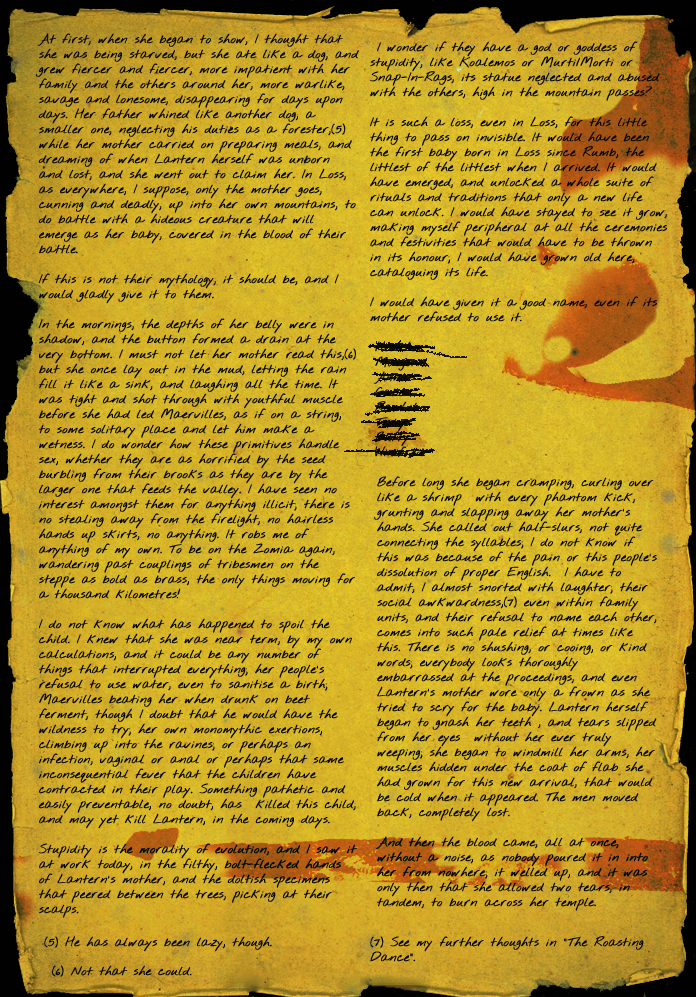 At first, when she began to show, I thought that
she was being starved, but she ate like a dog, and
grew fiercer and fiercer, more impatient with her
family and the others around her, more warlike,
savage and lonesome, disappearing for days upon
days. Her father whined like another dog, a
smaller one, neglecting his duties as a forester,(5)
while her mother carried on preparing meals, and
dreaming of when Lantern herself was unborn
and lost, and she went out to claim her. In Loss,
as everywhere, I suppose, only the mother goes,
cunning and deadly, up into her own mountains, to
do battle with a hideous creature that will
emerge as her baby, covered in the blood of their
battle.
If this is not their mythology, it should be, and I
would gladly give it to them.
In the mornings, the depths of her belly were in
shadow, and the button formed a drain at the
very bottom. I must not let her mother read this,(6)
but she once lay out in the mud, letting the rain
fill it like a sink, and laughing all the time. It
was tight and shot through with youthful muscle
before she had led Maervilles, as if on a string,
to some solitary place and let him make a
wetness. I do wonder how these primitives handle
sex, whether they are as horrified by the seed
burbling from their brooks as they are by the
larger one that feeds the valley. I have seen no
interest amongst them for anything illicit, there is
no stealing away from the firelight, no hairless
hands up skirts, no anything. It robs me of
anything of my own. To be on the Zomia again,
wandering past couplings of tribesmen on the
steppe as bold as brass, the only things moving for
a thousand kilometres!
I do not know what has happened to spoil the
child. I knew that she was near term, by my own
calculations, and it could be any number of
things that interrupted everything, her people's
refusal to use water, even to sanitise a birth,
Maervilles beating her when drunk on beet
ferment, though I doubt that he would have the
wildness to try, her own monomythic exertions,
climbing up into the ravines, or perhaps an
infection, vaginal or anal or perhaps that same
inconsequential fever that the children have
contracted in their play. Something pathetic and
easily preventable, no doubt, has Killed this child,
and may yet Kill Lantern, in the coming days.
Stupidity is the morality of evolution, and I saw it
at work today, in the filthy, bolt-flecked hands
of Lantern's mother, and the doltish specimens
that peered between the trees, picking at their
scalps.
(5) He has always been lazy, though.
(6) Not that she could.
I wonder if they have a god or goddess of
stupidity, like Koalemos or MurtilMorti or
Snap-In-Rags, its statue neglected and abused
with the others, high in the mountain passes?
It is such a loss, even in Loss, for this little
thing to pass on invisible. It would have been
the first baby born in Loss since Rumb, the
littlest of the littlest when I arrived. It would
have emerged, and unlocked a whole suite of
rituals and traditions that only a new life
can unlock. I would have stayed to see it grow,
making myself peripheral at all the ceremonies
and festivities that would have to be thrown
in its honour, I would have grown old here,
cataloguing its life.
I would have given it a good name, even if its
mother refused to use it.
Before long she began cramping, curling over
like a shrimp with every phantom kick,
grunting and slapping away her mother's
hands. She called out half-slurs, not quite
connecting the syllables, I do not know if
this was because of the pain or this people's
dissolution of proper English. I have to
admit, I almost snorted with laughter, their
social awkwardness,(7) even within family
units, and their refusal to name each other,
comes into such pale relief at times like
this. There is no shushing, or cooing, or kind
words, everybody looks thoroughly
embarrassed at the proceedings, and even
Lantern's mother wore only a frown as she
tried to scry for the baby. Lantern herself
began to gnash her teeth , and tears slipped
from her eyes without her ever truly
weeping, she began to windmill her arms, her
muscles hidden under the coat of flab she
had grown for this new arrival, that would
be cold when it appeared. The men moved
back, completely lost.
And then the blood came, all at once,
without a noise, as nobody poured it in into
her from nowhere, it welled up, and it was
only then that she allowed two tears, in
tandem, to burn across her temple.
(7) See my further thoughts in "The Roasting
Dance".